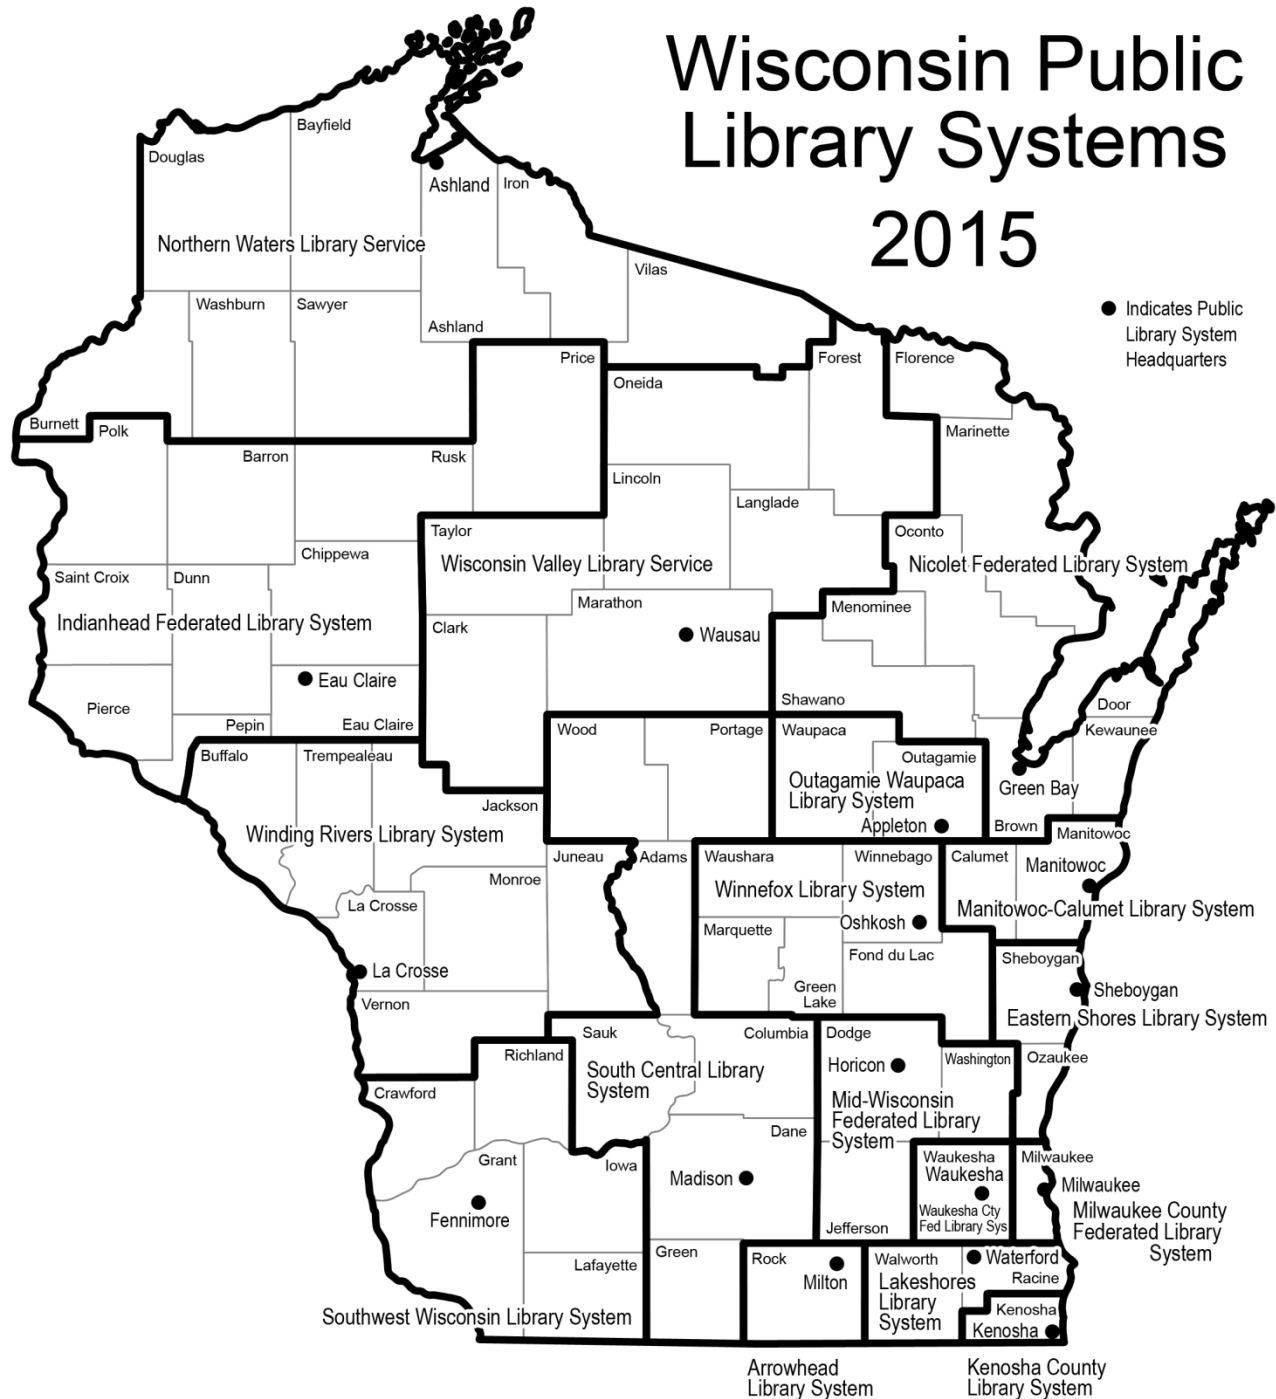 Wisconsin Public
Library Systems
2015
Indicates Public
Library System
Headquarters
Bayfield
Douglas
Ashland
Iron
Northern Waters Library Service
Vilas
Washburn
Sawyer
Ashland
Price
Forest
Florence
Oneida
Burnett
Polk
Marinette
Barron
Rusk
Lincoln
Langlade
Taylor
Oconto
Chippewa
Wisconsin Valley Library Service
Nicolet Federated Library System
Saint Croix
Dunn
Marathon
Menominee
Indianhead Federated Library System
Clark
Wausau
Eau Claire
Shawano
Pierce
Door
Pepin
Eau Claire
Wood
Portage
Waupaca
Kewaunee
Buffalo
Trempealeau
Outagamie
Outagamie Waupaca
Library System
Green Bay
Jackson
Appleton
Brown
Manitowoc
Winding Rivers Library System
Juneau
Adams
Waushara
Winnebago
Calumet
Manitowoc
Monroe
Winnefox Library System
La Crosse
Manitowoc-Calumet Library System
Marquette
Oshkosh
Fond du Lac
Sheboygan
La Crosse
Green
Lake
Sheboygan
Vernon
Eastern Shores Library System
Sauk
Columbia
Dodge
Richland
Horicon
Washington
Ozaukee
South Central Library
System
Crawford
Mid-Wisconsin
Federated Library
System
Dane
Grant
Iowa
Waukesha
Milwaukee
Waukesha
Madison
Milwaukee
Fennimore
Waukesha Cty
Fed Library Sys
Milwaukee County
Federated Library
System
Jefferson
Green
Rock
Walworth
Waterford
Lafayette
Milton
Racine
Lakeshores
Library
System
Kenosha
Southwest Wisconsin Library System
Kenosha
Arrowhead
Library System
Kenosha County
Library System